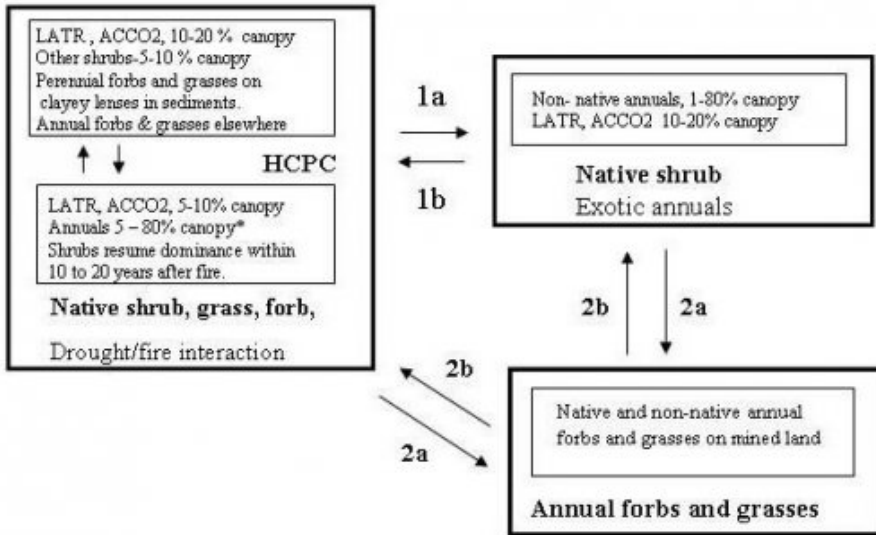 LATR , ACCO2, 10-20 % canopy
Other shrubs-5-10 % canopy
Perennial forbs and grasses on
clayey lenses in sediments.
Annual forbs & grasses elsewhere
HCPC
LATR, ACCO2, 5-10% canopy
Annuals 5 – 80% canopy*
Shrubs resume dominance within
10 to 20 years after fire.
Native shrub, grass, forb,
Drought/fire interaction
1a
1b
Non- native annuals, 1-80% canopy
LATR, ACCO2 10-20% canopy
Native shrub
Exotic annuals
2b
2a
2b
2a
Native and non-native annual
forbs and grasses on mined land
Annual forbs and grasses